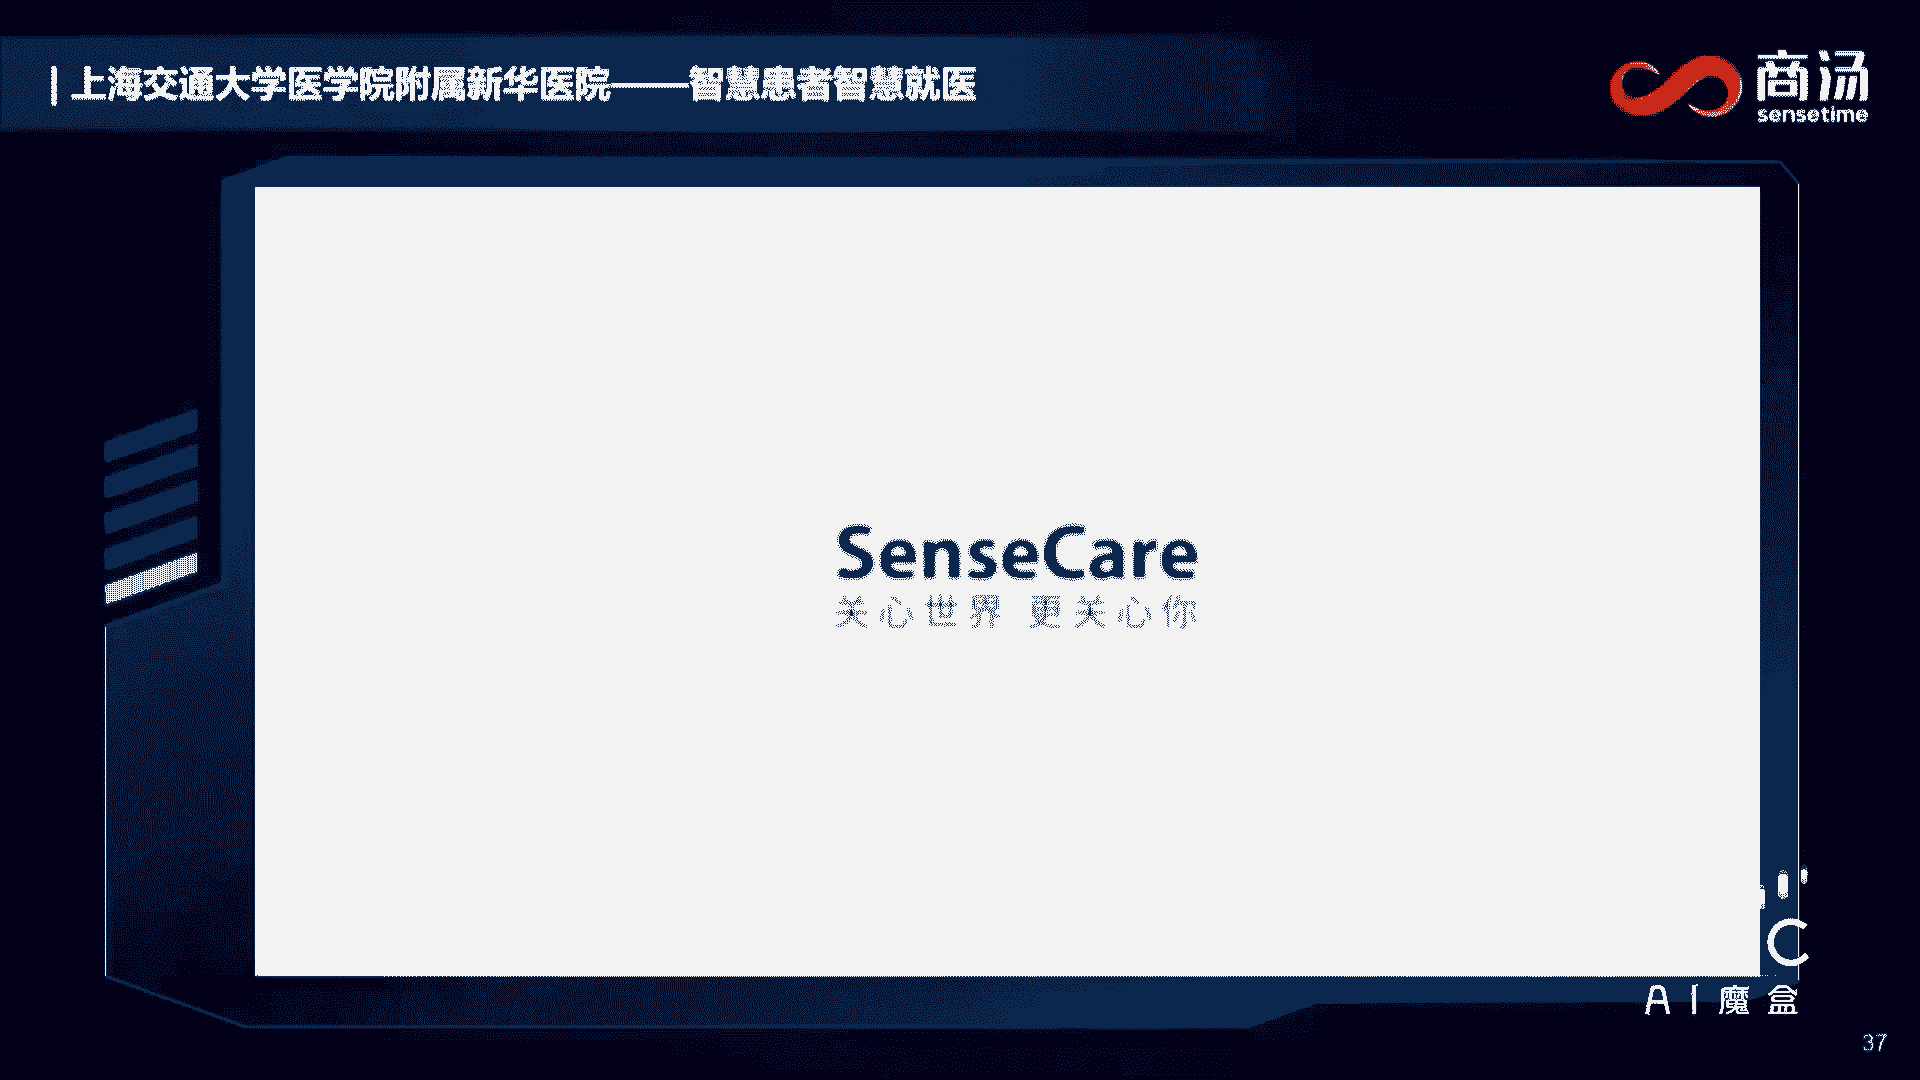 上海交通大学医学院附属新华医院——智慧患者智慧就医
商汤
sensetime
SenseCare
关心世界 更关心你
C
AI魔盒
37